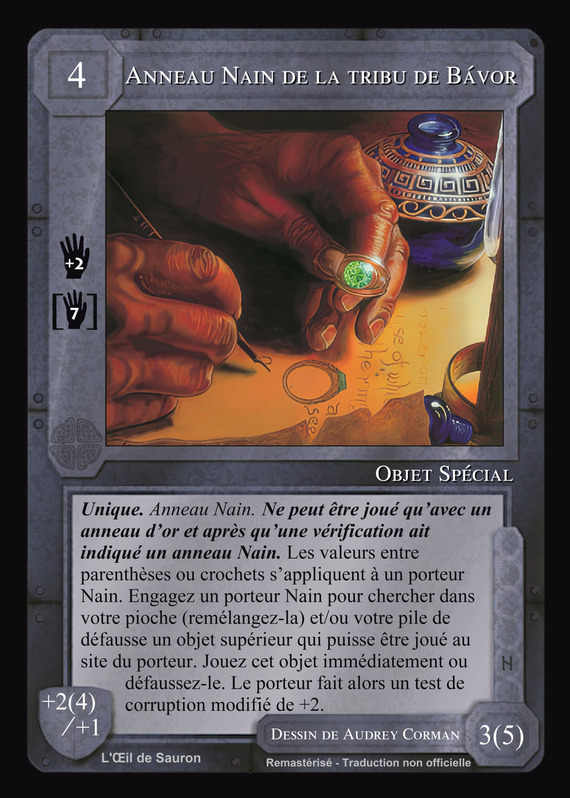 4
Anneau Nain de la tribu de Bávor
+2
[7]
Objet Spécial
Unique. Anneau Nain. Ne peut être joué qu'avec un
anneau d'or et après qu'une vérification ait
indiqué un anneau Nain. Les valeurs entre
parenthèses ou crochets s'appliquent à un porteur
Nain. Engagez un porteur Nain pour chercher dans
votre pioche (remélangez-la) et/ou votre pile de
défausse un objet supérieur qui puisse être joué au
site du porteur. Jouez cet objet immédiatement ou
défaussez-le. Le porteur fait alors un test de
corruption modifié de +2.
+2(4)
/+1
Dessin de Audrey Corman
3(5)
L'Œil de Sauron
Remastérisé - Traduction non officielle